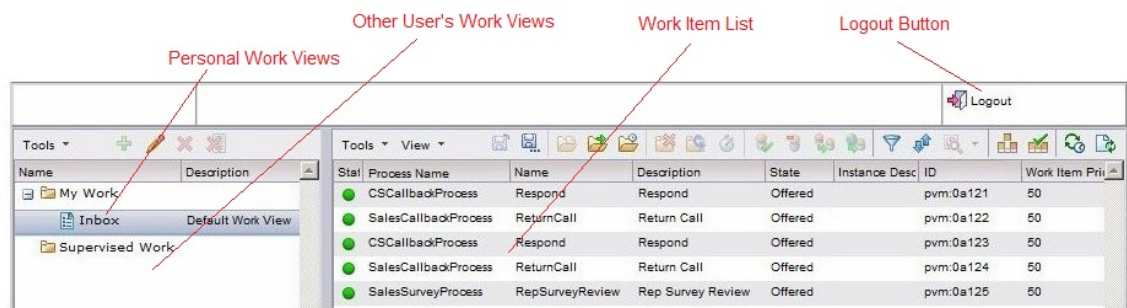 Other User's Work Views Work Item List Logout Button
Personal Work Views
Logout
Tools Tools View
Name Description Stat Process Name Name Description State Instance Desc ID Work Item Pric
My Work CSCallbackProcess Respond Respond Offered pvm:0a121 50
Inbox Default Work View SalesCallbackProcess ReturnCall Return Call Offered pvm:0a122 50
Supervised Work CSCallbackProcess Respond Respond Offered pvm:0a123 50
SalesCallbackProcess ReturnCall Return Call Offered pvm:0a124 50
SalesSurveyProcess RepSurveyReview Rep Survey Review Offered pvm:0a125 50